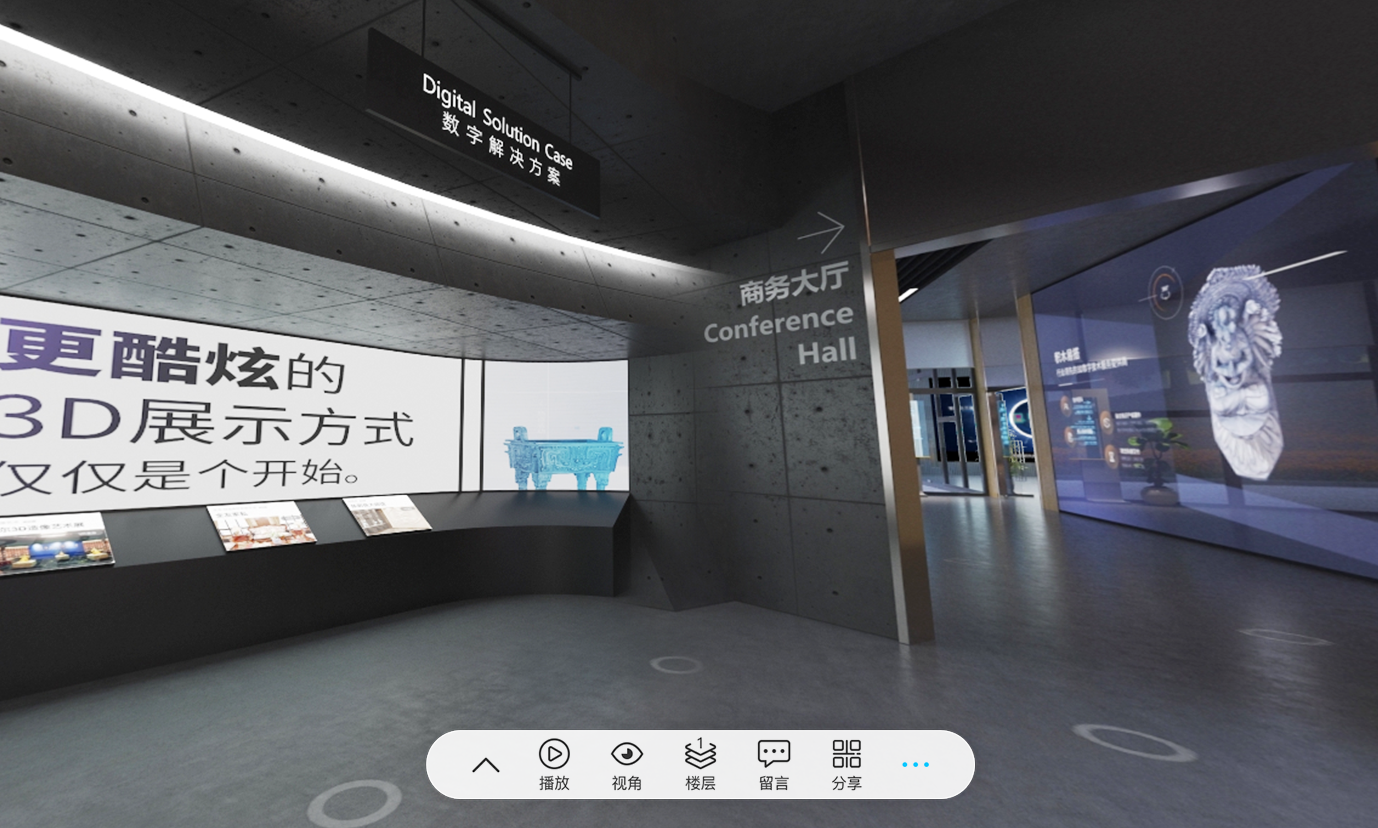 Digital Solution Case
数字解决方案
商务大厅
Conference
Hall
更酷炫的
3D展示方式
仅仅是个开始。
1
播放
视角
楼层
留言
分享